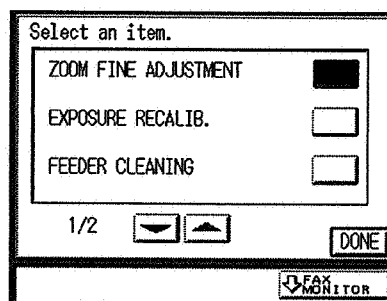 Select an item.
ZOOM FINE ADJUSTMENT
EXPOSURE RECALIB.
FEEDER CLEANING
1/2
DONE
FAX
MONITOR